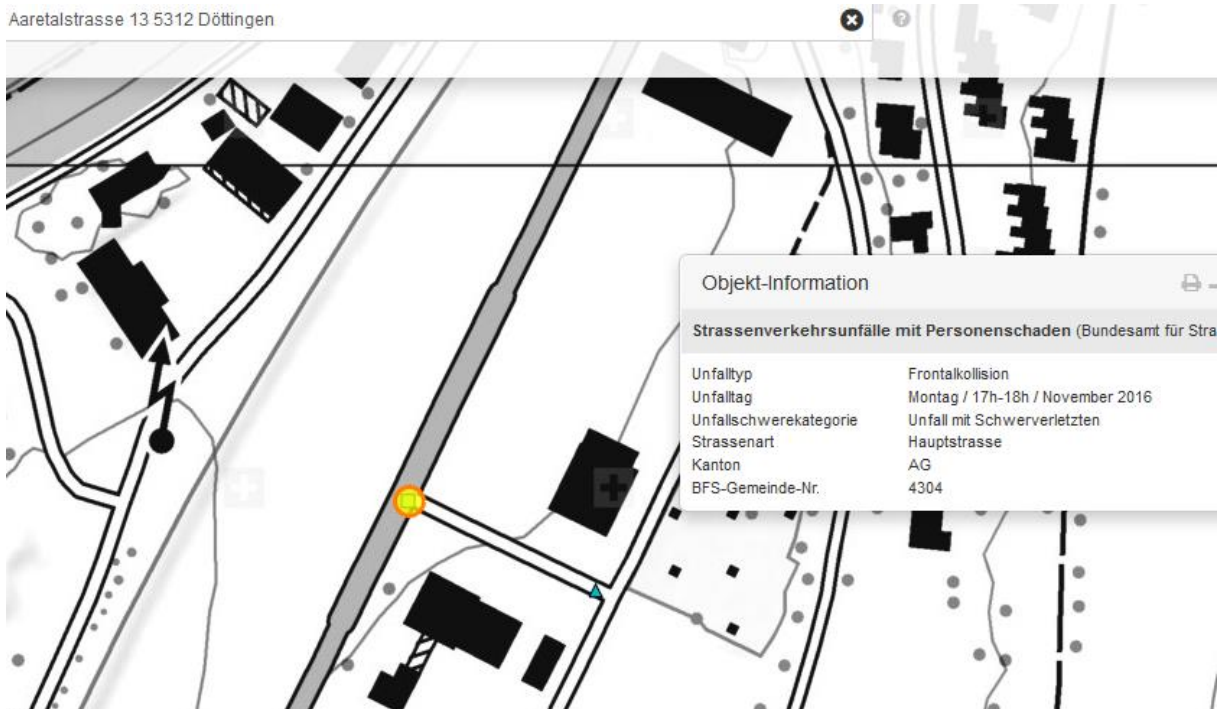 Aaretalstrasse 13 5312 Döttingen
Objekt-Information
Strassenverkehrsunfälle mit Personenschaden (Bundesamt für Stra
Unfalltyp Frontalkollision
Unfalltag Montag / 17h-18h / November 2016
Unfallschwerekategorie Unfall mit Schwerverletzten
Strassenart Hauptstrasse
Kanton AG
BFS-Gemeinde-Nr. 4304